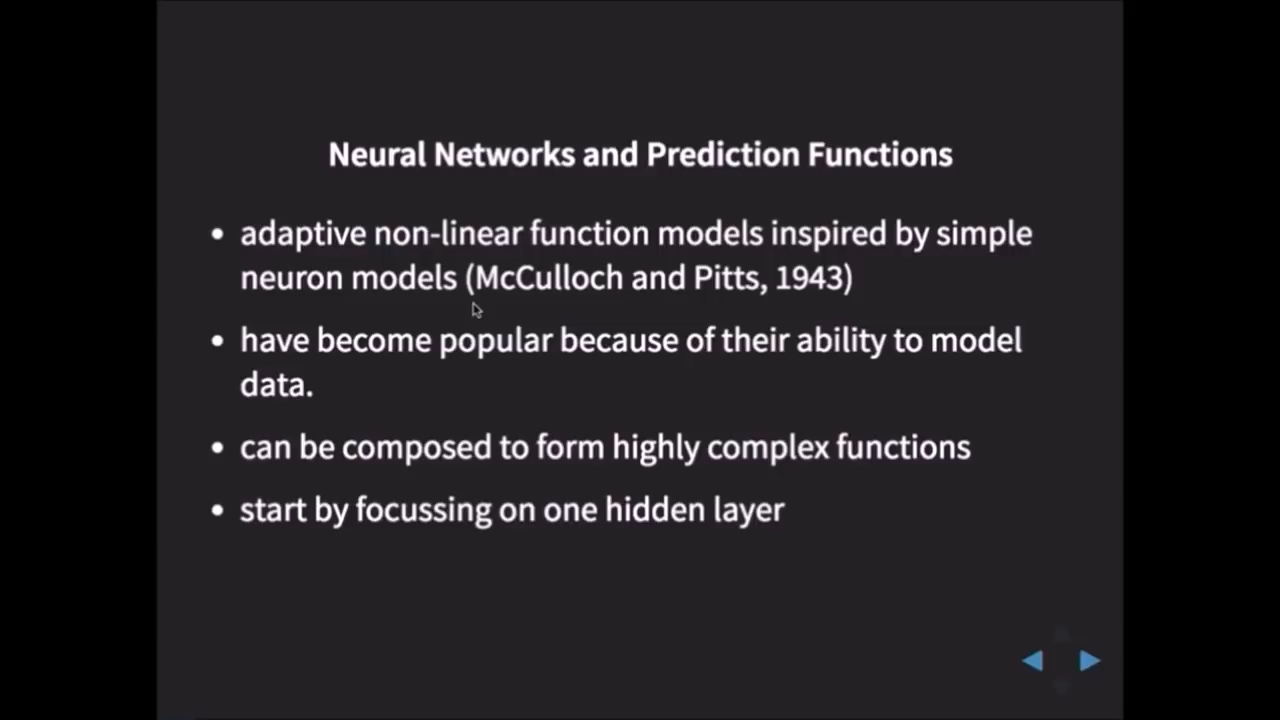 Neural Networks and Prediction Functions
• adaptive non-linear function models inspired by simple
neuron models (McCulloch and Pitts, 1943)
• have become popular because of their ability to model
data.
• can be composed to form highly complex functions
• start by focussing on one hidden layer